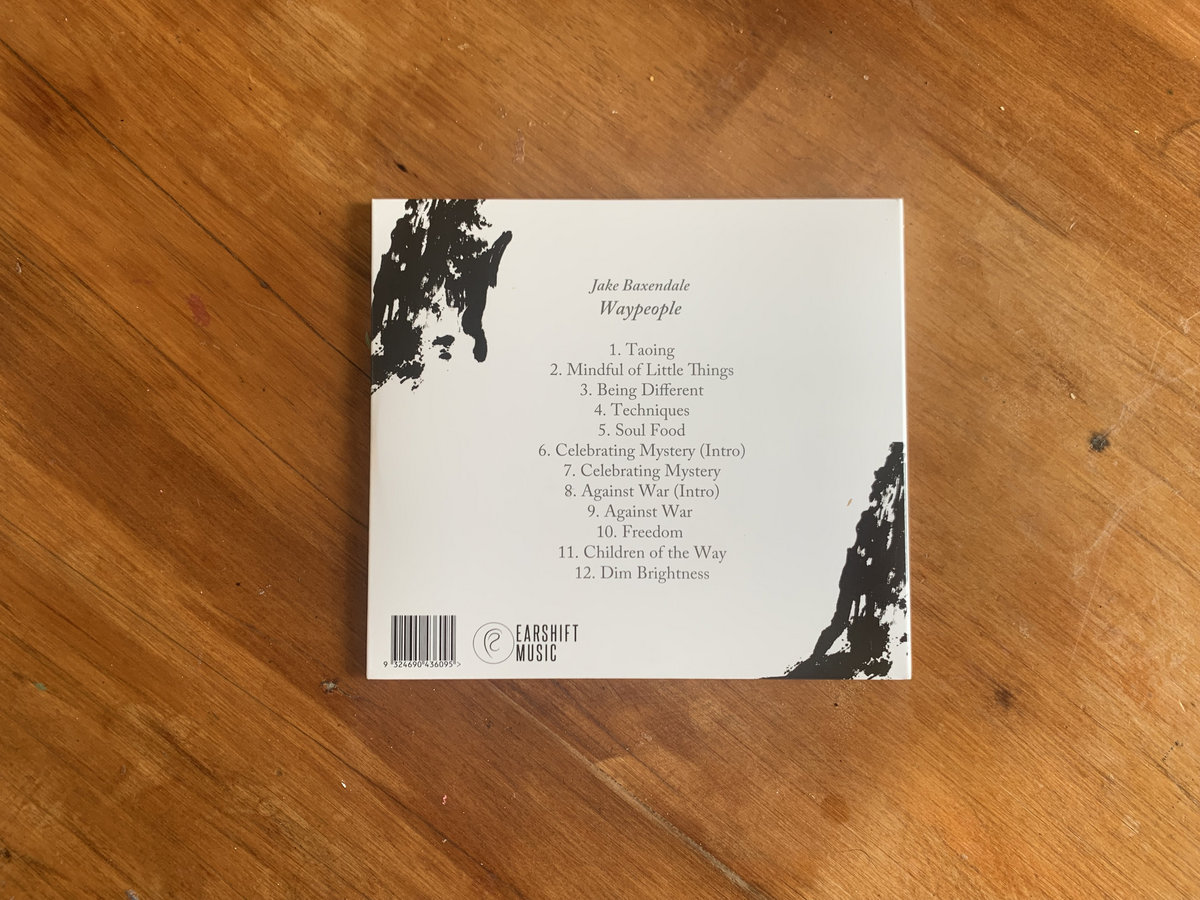 Jake Baxendale
Waypeople
1. Taoing
2. Mindful of Little Things
3. Being Different
4. Techniques
5. Soul Food
6. Celebrating Mystery (Intro)
7. Celebrating Mystery
8. Against War (Intro)
9. Against War
10. Freedom
11. Children of the Way
12. Dim Brightness
EARSHIFT
MUSIC
9 324690 436095 >